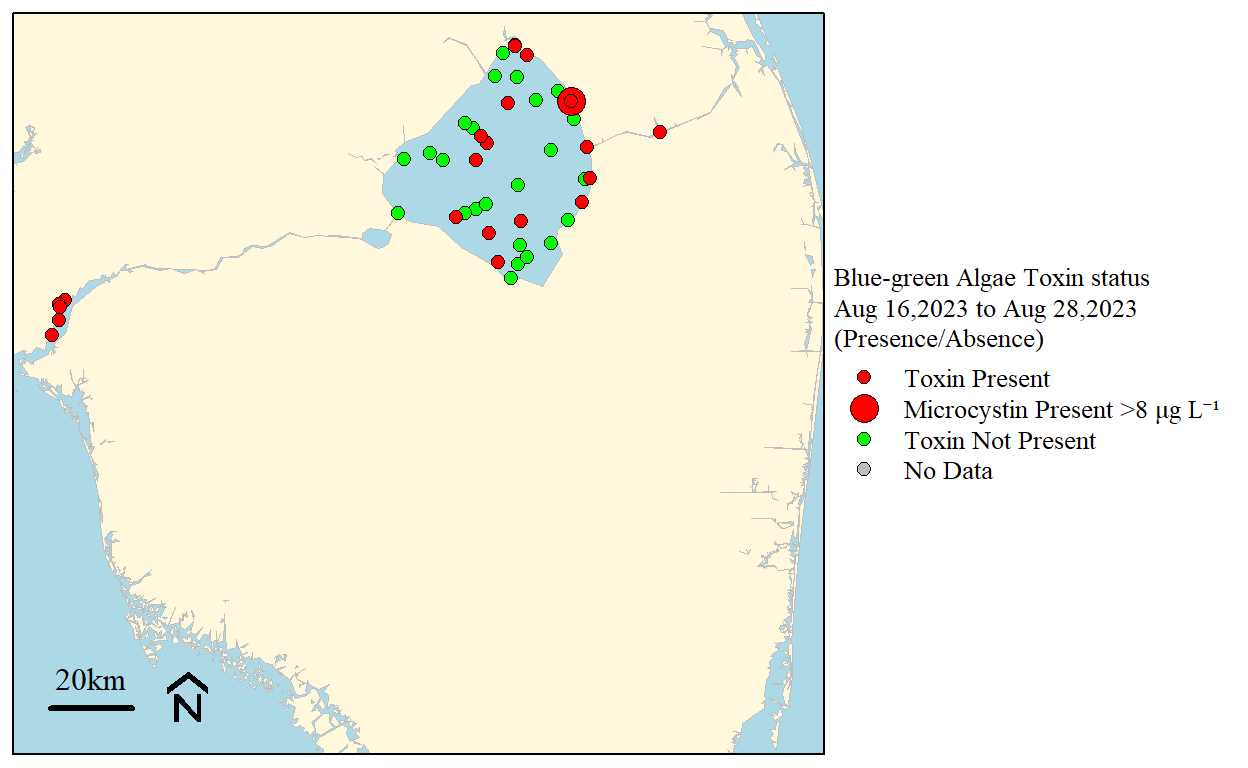 Blue-green Algae Toxin status
Aug 16,2023 to Aug 28,2023
(Presence/Absence)
Toxin Present
Microcystin Present >8 μg L⁻¹
Toxin Not Present
No Data
20km
N